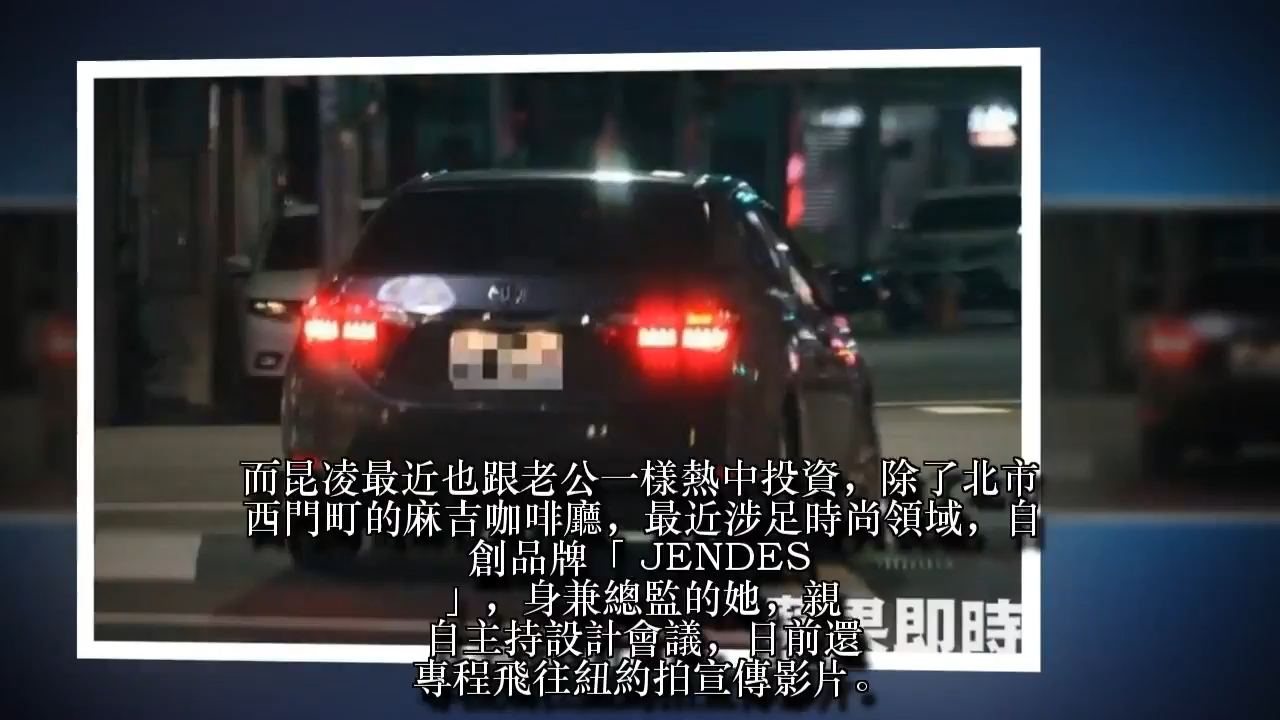 而昆凌最近也跟老公一樣熱中投資，除了北市
西門町的麻吉咖啡廳，最近涉足時尚領域，自
創品牌「 JENDES
」，身兼總監的她，親
自主持設計會議，日前還
專程飛往紐約拍宣傳影片。
果即時